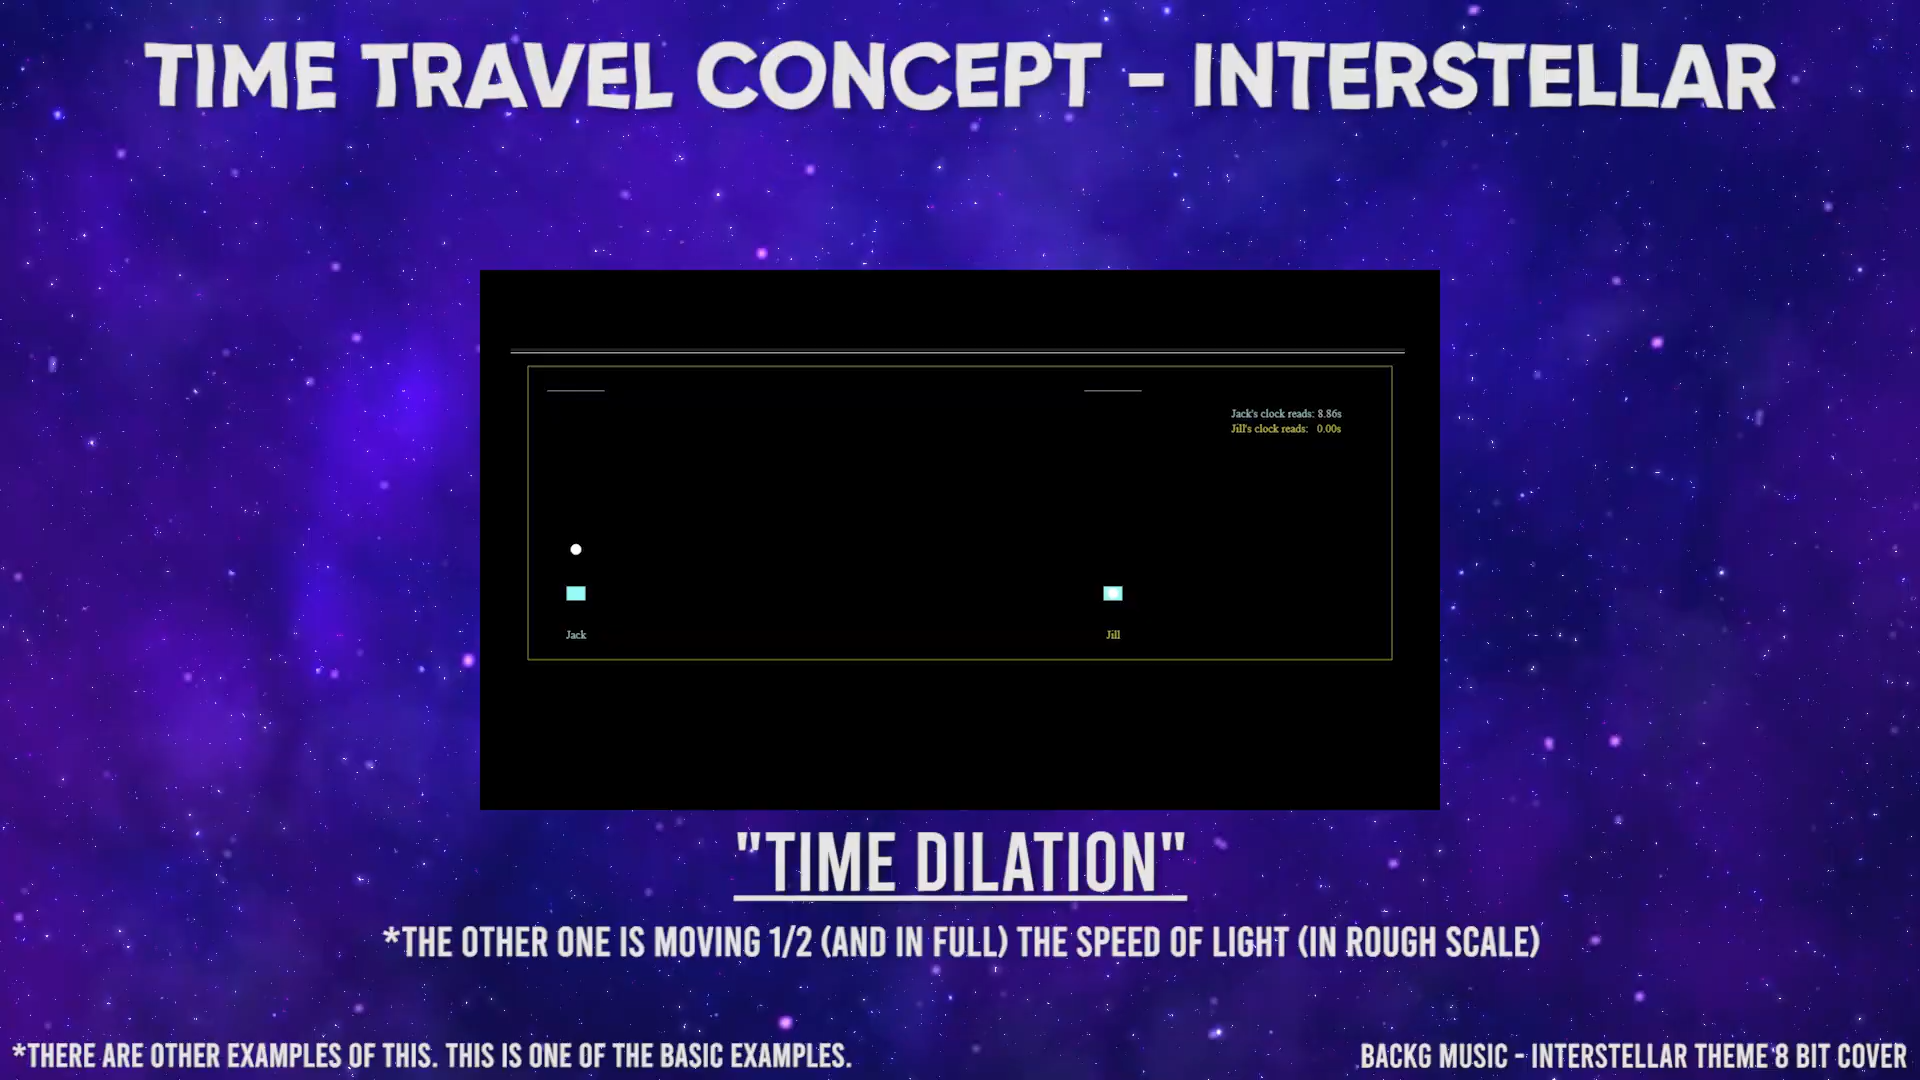 TIME TRAVEL CONCEPT - INTERSTELLAR
Jack's clock reads: 8.86s
Jill's clock reads: 0.00s
Jack
Jill
"TIME DILATION"
*THE OTHER ONE IS MOVING 1/2 (AND IN FULL) THE SPEED OF LIGHT (IN ROUGH SCALE)
*THERE ARE OTHER EXAMPLES OF THIS. THIS IS ONE OF THE BASIC EXAMPLES.
BACKG MUSIC - INTERSTELLAR THEME 8 BIT COVER